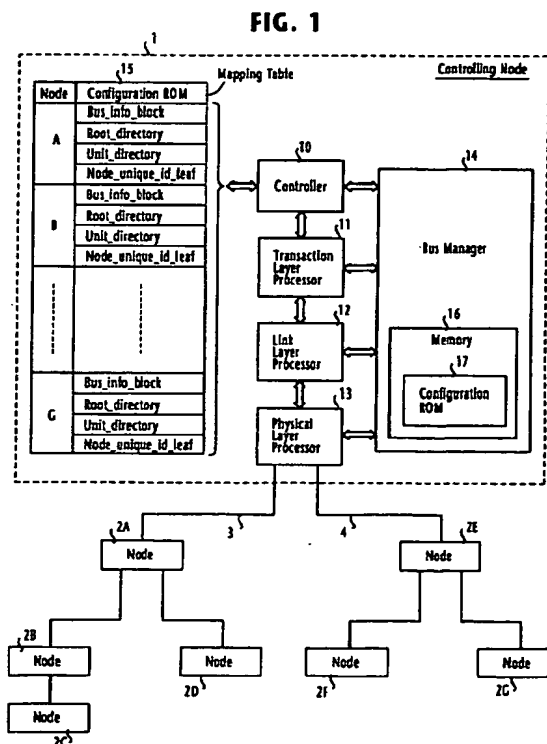 FIG. 1
1
15
Mapping Table
Controlling Node
Node Configuration ROM
A
Bus_info_block
Root_directory
Unit_directory
Node_unique_id_leaf
B
Bus_info_block
Root_directory
Unit_directory
Node_unique_id_leaf
G
Bus_info_block
Root_directory
Unit_directory
Node_unique_id_leaf
10
Controller
11
Transaction
Layer
Processor
12
Link
Layer
Processor
13
Physical
Layer
Processor
14
Bus Manager
16
Memory
17
Configuration
ROM
3
4
2A
Node
2E
Node
2B
Node
Node
2D
Node
2F
Node
2G
Node
2C